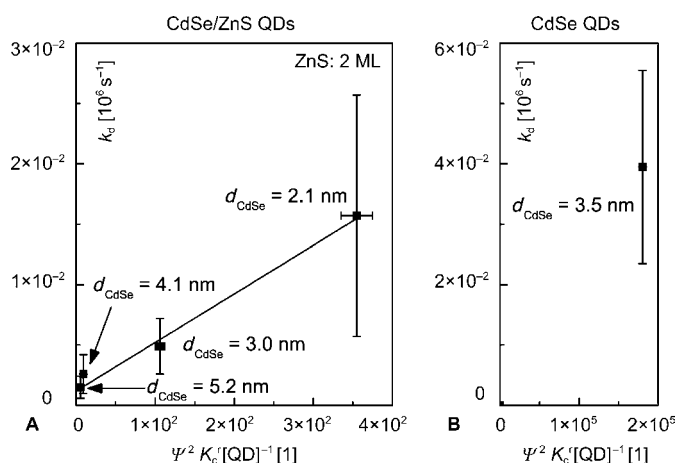 CdSe/ZnS QDs
3×10⁻²
2×10⁻²
1×10⁻²
0
k_d [10⁶ s⁻¹]
ZnS: 2 ML
d_CdSe = 2.1 nm
d_CdSe = 4.1 nm
d_CdSe = 3.0 nm
d_CdSe = 5.2 nm
0 1×10² 2×10² 3×10² 4×10²
A
Ψ² K_c^r[QD]⁻¹ [1]
CdSe QDs
6×10⁻²
4×10⁻²
2×10⁻²
0
k_d [10⁶ s⁻¹]
d_CdSe = 3.5 nm
0 1×10⁵ 2×10⁵
B
Ψ² K_c^r[QD]⁻¹ [1]